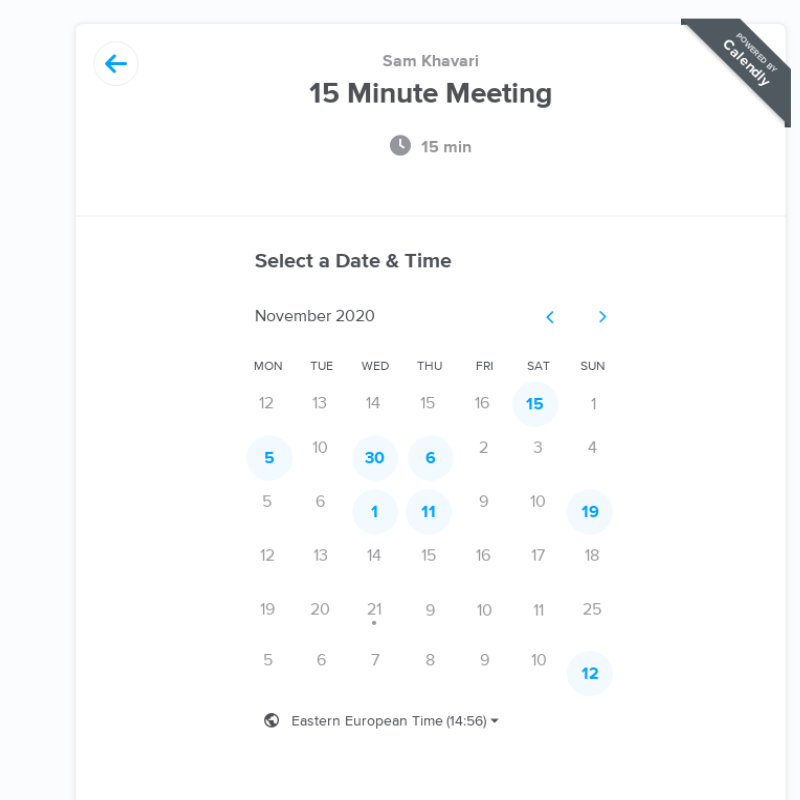 Sam Khavari
POWERED BY
Calendly
15 Minute Meeting
15 min
Select a Date & Time
November 2020
MON TUE WED THU FRI SAT SUN
12 13 14 15 16 15 1
5 10 30 6 2 3 4
5 6 1 11 9 10 19
12 13 14 15 16 17 18
19 20 21 9 10 11 25
5 6 7 8 9 10 12
Eastern European Time (14:56)